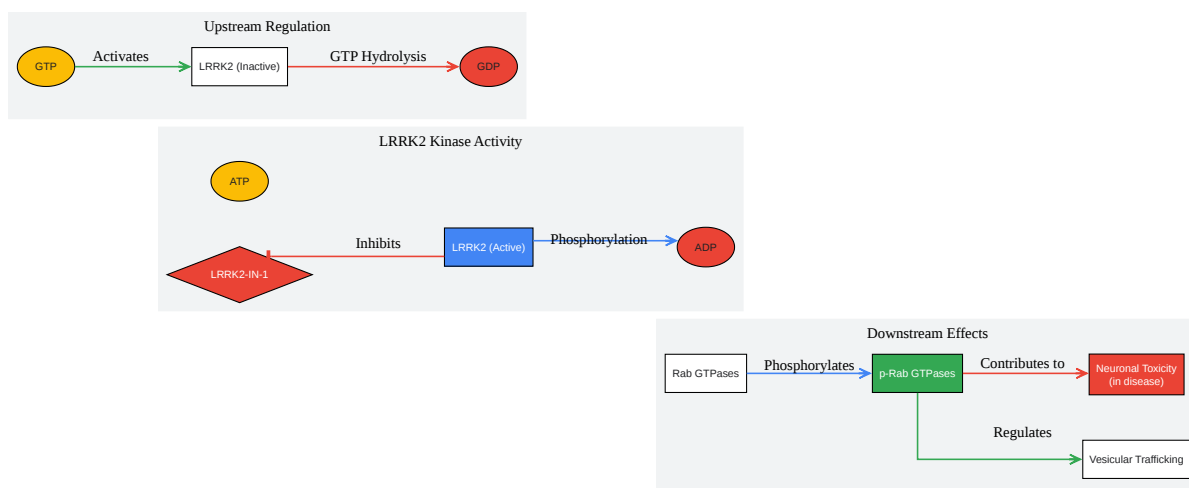 Upstream Regulation
GTP
Activates
LRRK2 (Inactive)
GTP Hydrolysis
GDP
LRRK2 Kinase Activity
ATP
LRRK2-IN-1
Inhibits
LRRK2 (Active)
Phosphorylation
ADP
Downstream Effects
Rab GTPases
Phosphorylates
p-Rab GTPases
Contributes to
Neuronal Toxicity
(in disease)
Regulates
Vesicular Trafficking